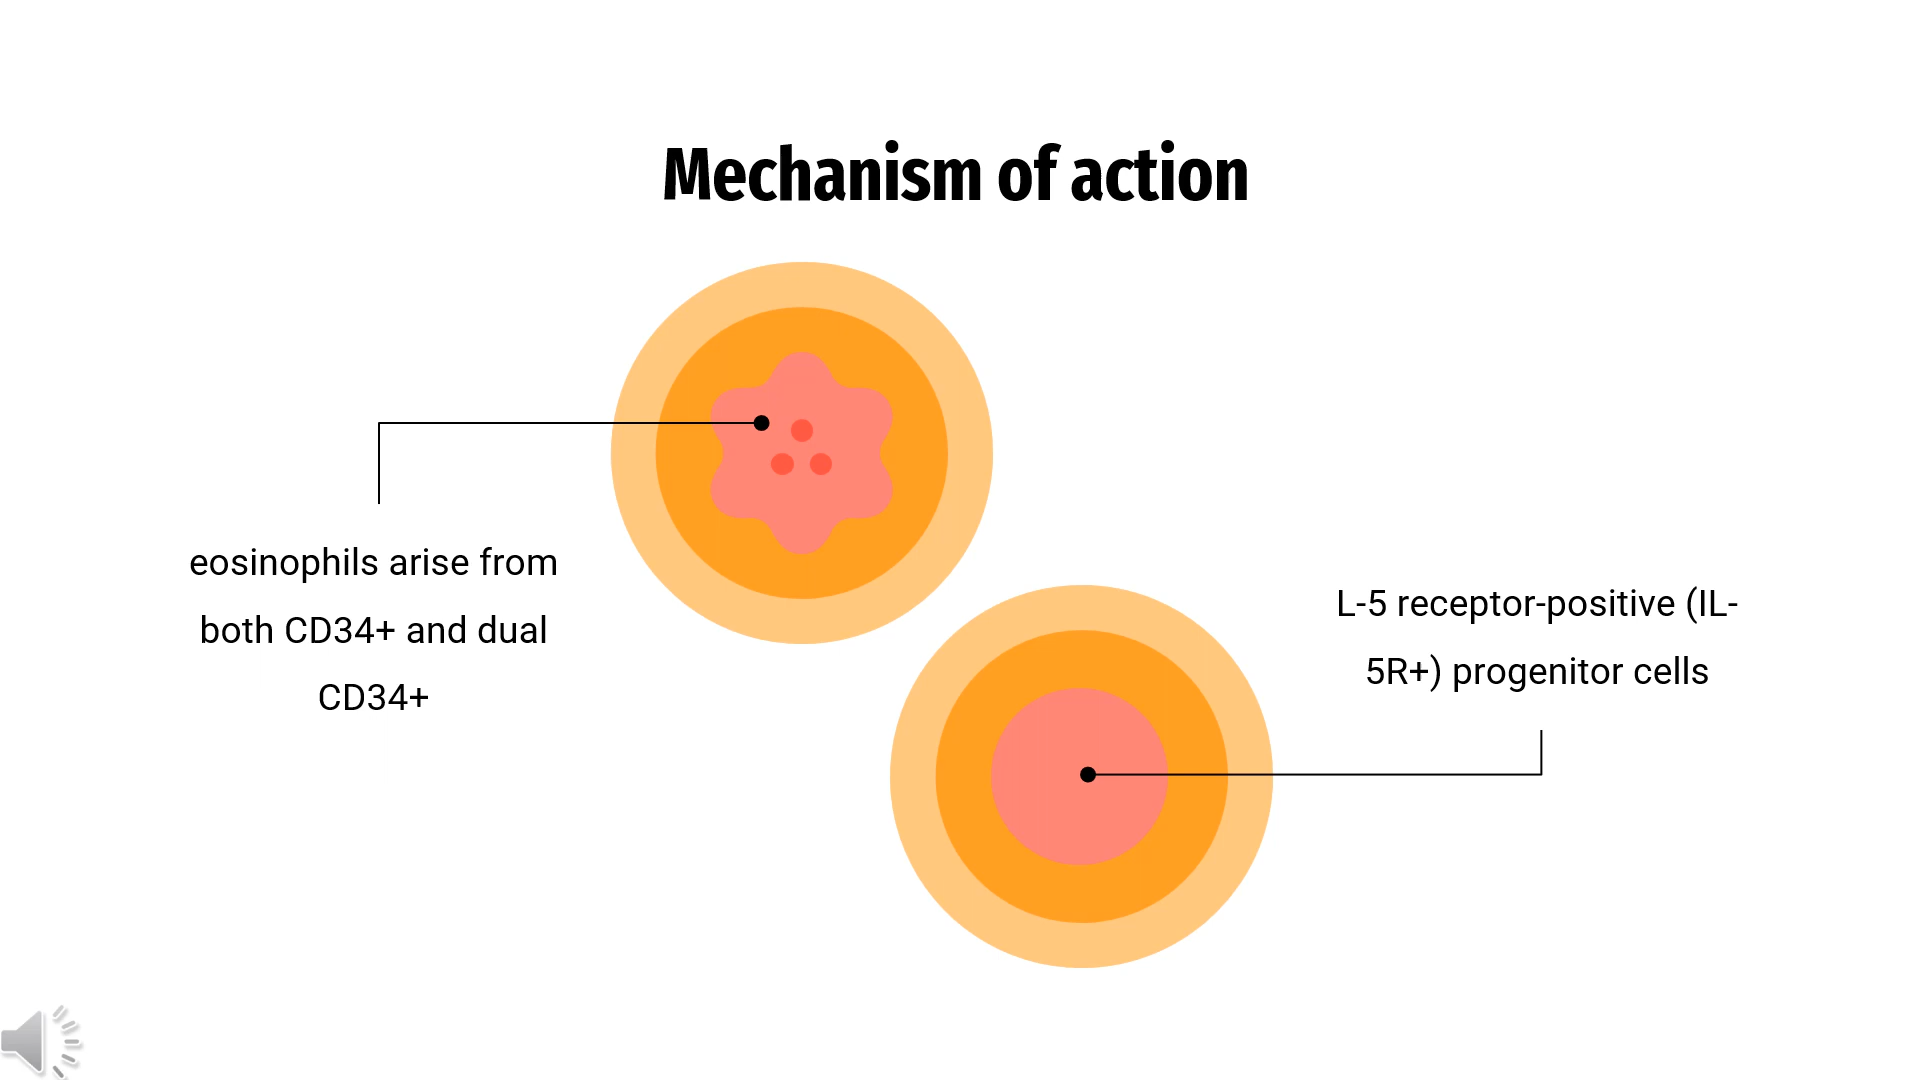 Mechanism of action
eosinophils arise from
both CD34+ and dual
CD34+
L-5 receptor-positive (IL-
5R+) progenitor cells